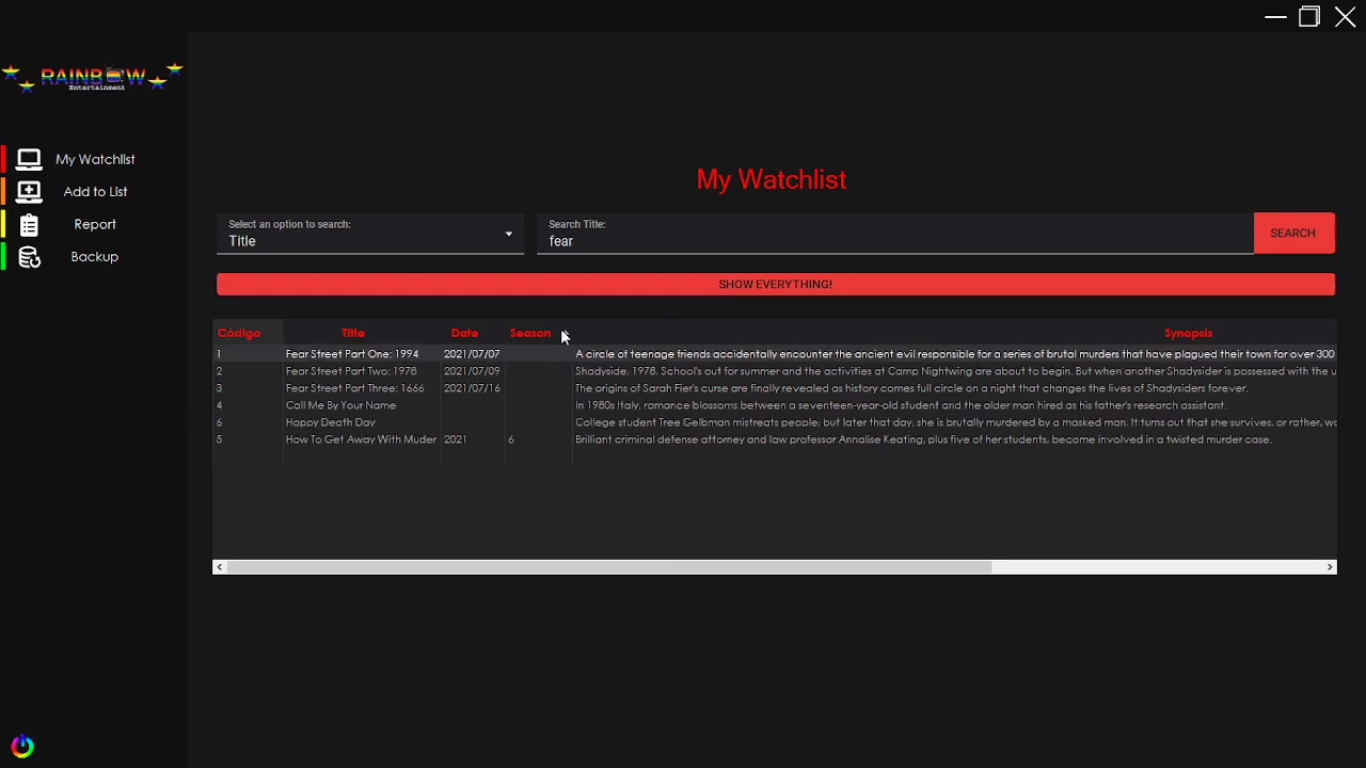 RAINBOW
Entertainment
My Watchlist
Add to List
Report
Backup
My Watchlist
Select an option to search:
Title
Search Title:
fear
SEARCH
SHOW EVERYTHING!
Código Title Date Season Synopsis
1 Fear Street Part One: 1994 2021/07/07 A circle of teenage friends accidentally encounter the ancient evil responsible for a series of brutal murders that have plagued their town for over 300
2 Fear Street Part Two: 1978 2021/07/09 Shadyside, 1978. School's out for summer and the activities at Camp Nightwing are about to begin. But when another Shadysider is possessed with the u
3 Fear Street Part Three: 1666 2021/07/16 The origins of Sarah Fier's curse are finally revealed as history comes full circle on a night that changes the lives of Shadysiders forever.
4 Call Me By Your Name In 1980s Italy, romance blossoms between a seventeen-year-old student and the older man hired as his father's research assistant.
6 Happy Death Day College student Tree Gelbman mistreats people, but later that day, she is brutally murdered by a masked man. It turns out that she survives, or rather, wo
5 How To Get Away With Muder 2021 6 Brilliant criminal defense attorney and law professor Annalise Keating, plus five of her students, become involved in a twisted murder case.